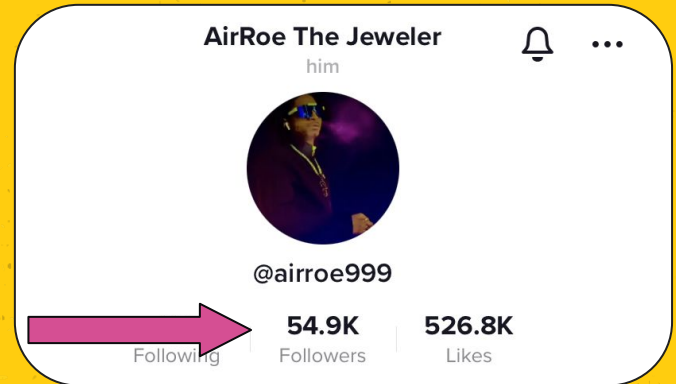 AirRoe The Jeweler
him
@airroe999
54.9K 526.8K
Following Followers Likes